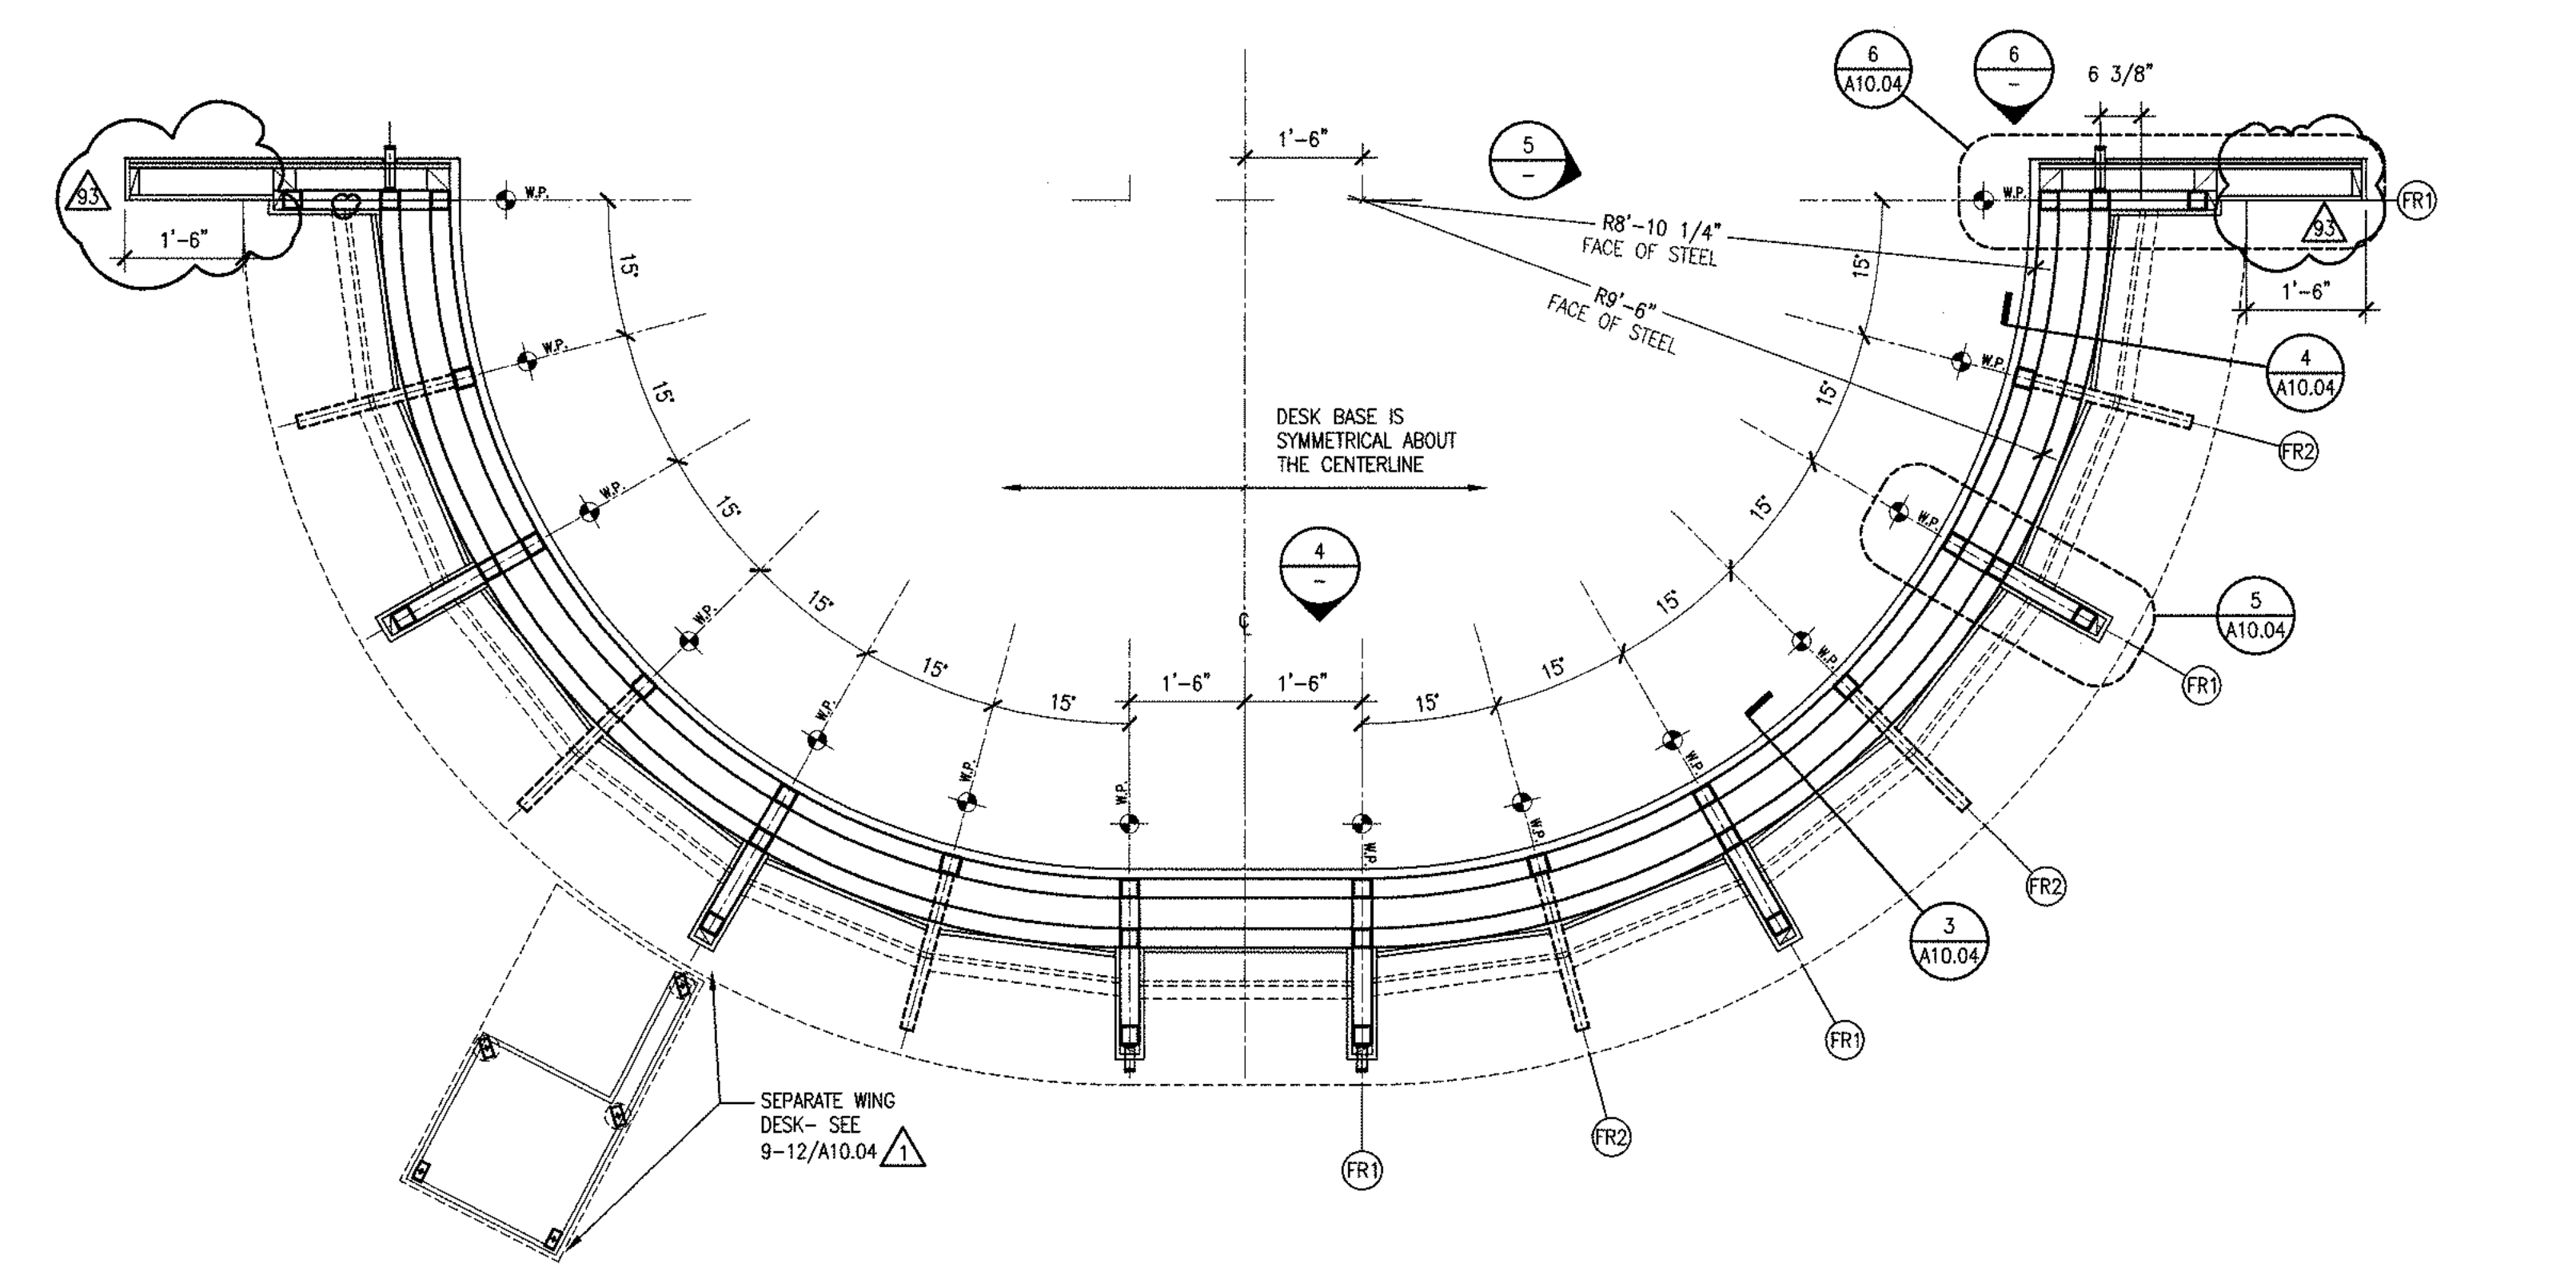 6
A10.04
6
-
6 3/8"
1'-6"
5
-
93
W.P.
W.P.
FR1
93
1'-6"
R8'-10 1/4"
FACE OF STEEL
15°
15°
1'-6"
R9'-6"
FACE OF STEEL
W.P.
W.P.
4
A10.04
15°
15°
FR2
DESK BASE IS
SYMMETRICAL ABOUT
THE CENTERLINE
W.P.
W.P.
15°
15°
4
-
15°
15°
5
A10.04
W.P.
W.P.
℄
15°
15°
FR1
1'-6"
1'-6"
15°
15°
W.P.
W.P.
W.P.
W.P.
W.P.
W.P.
FR2
3
A10.04
FR1
SEPARATE WING
DESK- SEE
9-12/A10.04
1
FR2
FR1